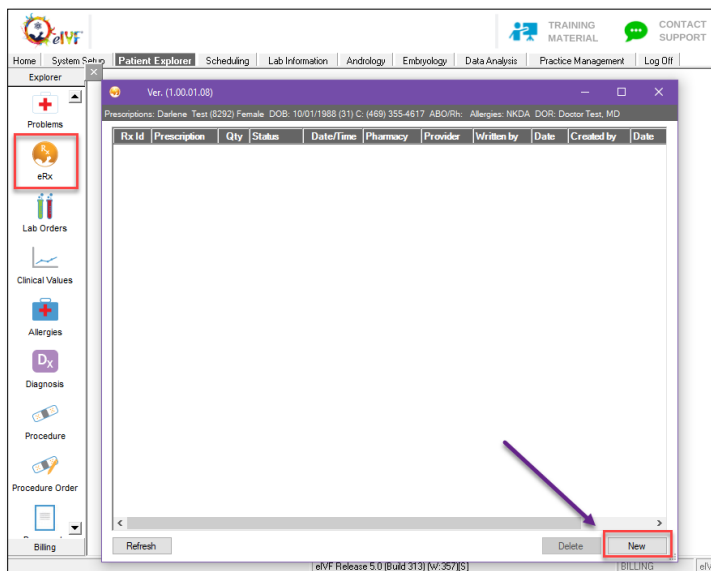 eIVF
TRAINING MATERIAL
CONTACT SUPPORT
Home System Setup Patient Explorer Scheduling Lab Information Andrology Embryology Data Analysis Practice Management Log Off
Explorer
Problems
eRx
Lab Orders
Clinical Values
Allergies
Dx
Diagnosis
Procedure
Procedure Order
Billing
Ver. (1.00.01.08)
Prescriptions: Darlene Test (8292) Female DOB: 10/01/1988 (31) C: (469) 355-4617 ABO/Rh: Allergies: NKDA DOR: Doctor Test, MD
Rx Id Prescription Qty Status Date/Time Pharmacy Provider Written by Date Created by Date
Refresh Delete New
eIVF Release 5.0 (Build 313) [W:357][S] BILLING eIV